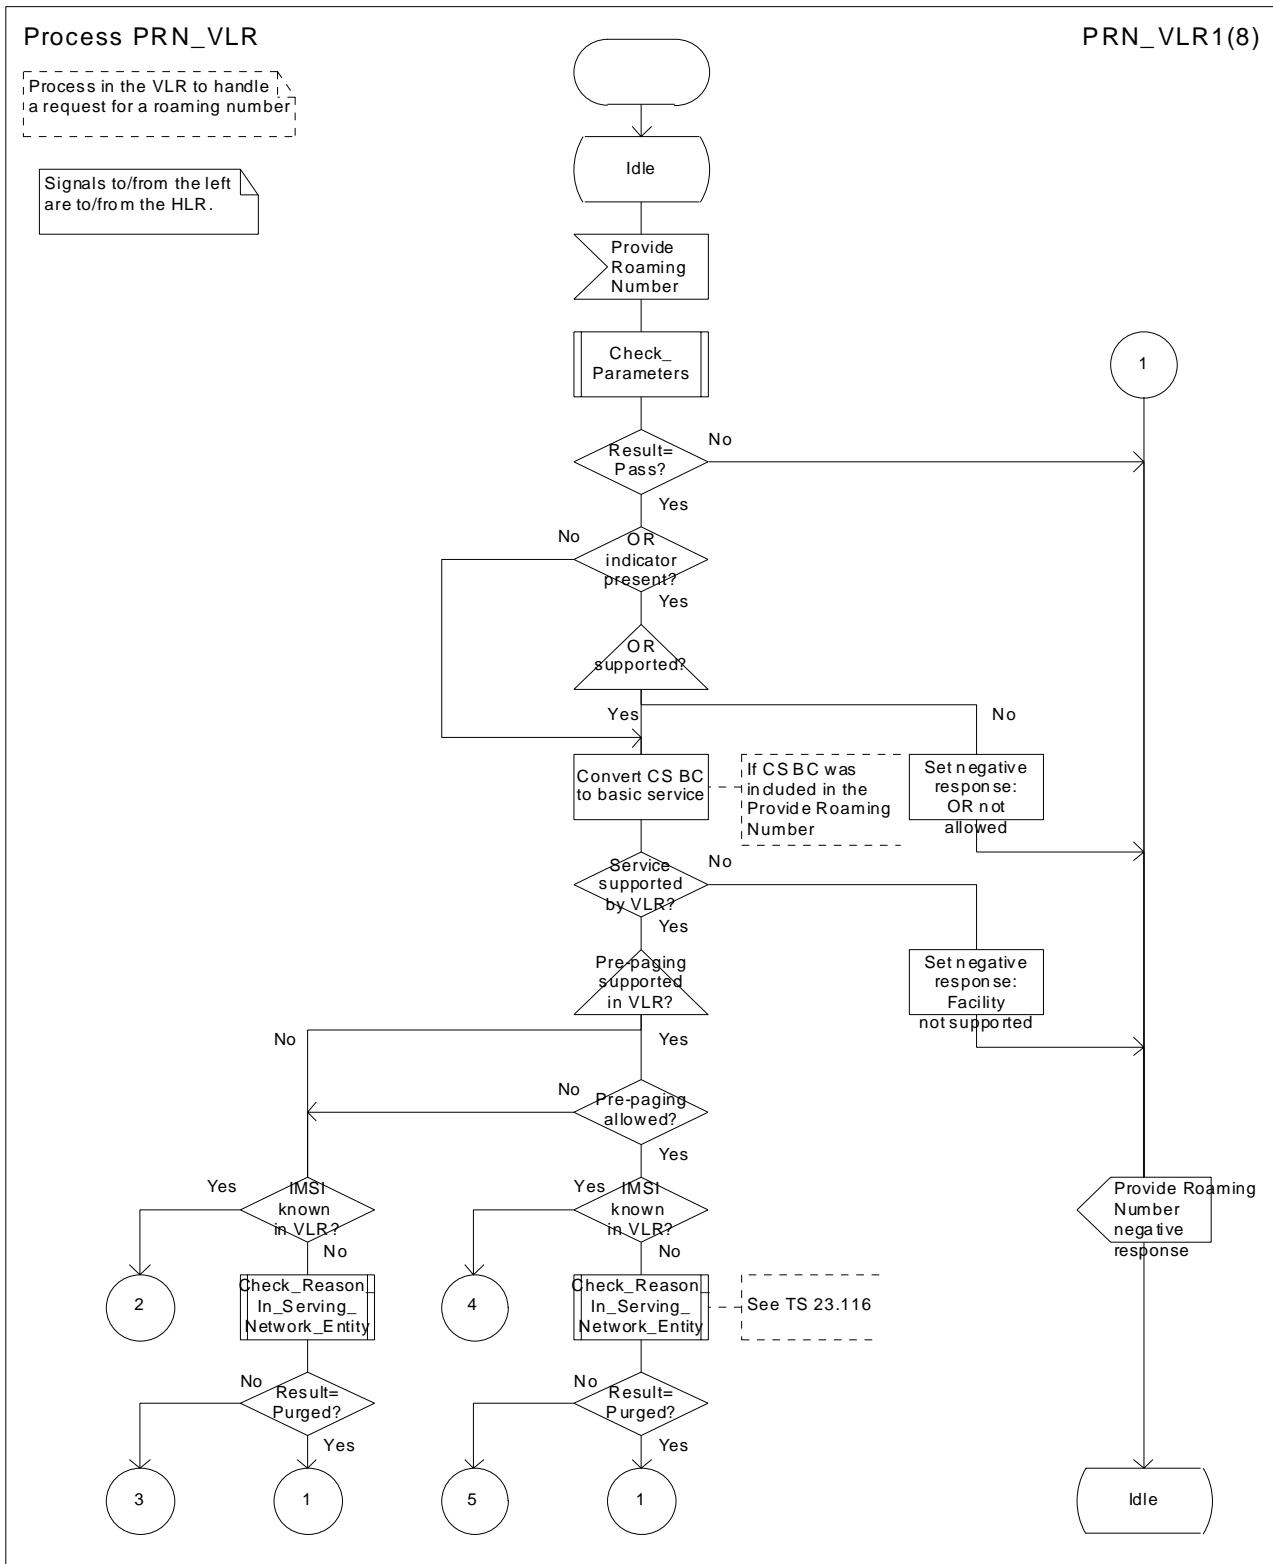 Process PRN_VLR
PRN_VLR1(8)
Process in the VLR to handle
a request for a roaming number
Signals to/from the left
are to/from the HLR.
Idle
Provide
Roaming
Number
Check_
Parameters
1
Result=
Pass?
No
Yes
OR
indicator
present?
No
Yes
OR
supported?
Yes
No
Convert CS BC
to basic service
If CS BC was
included in the
Provide Roaming
Number
Set negative
response:
OR not
allowed
Service
supported
by VLR?
No
Yes
Pre-paging
supported
in VLR?
Set negative
response:
Facility
not supported
No
Yes
No
Pre-paging
allowed?
Yes
Yes
IMSI
known
in VLR?
No
Yes
IMSI
known
in VLR?
No
Provide Roaming
Number
negative
response
2
Check_Reason_
In_Serving_
Network_Entity
4
Check_Reason_
In_Serving_
Network_Entity
See TS 23.116
No
Result=
Purged?
Yes
No
Result=
Purged?
Yes
3
1
5
1
Idle